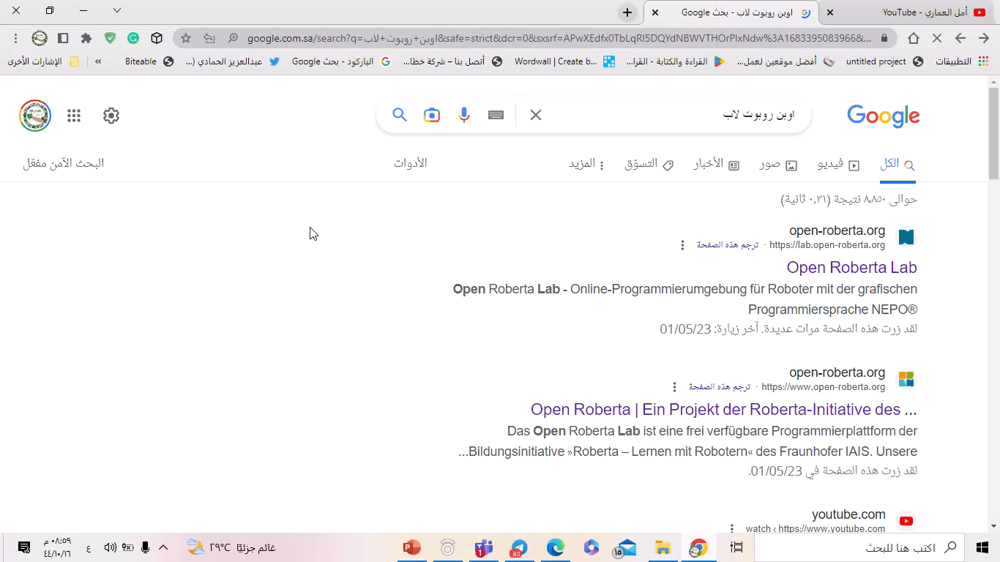 أمل العماري - YouTube
اوبن روبوت لاب - بحث Google
google.com.sa/search?q=اوبن+روبوت+لاب&safe=strict&dcr=0&sxsrf=APwXEdfx0TbLqRI5DQYdNBWVTHOrPIxNdw%3A1683395083966&...
التطبيقات
untitled project
أفضل موقعين لعمل...
القراءة والكتابة - القرا...
Wordwall | Create b...
أتصل بنا – شركة خطا...
الباركود - بحث Google
عبدالعزيز الحمادي (...
Biteable
»
الإشارات الأخرى
Google
اوبن روبوت لاب
الكل
فيديو
صور
الأخبار
التسوّق
المزيد
الأدوات
البحث الآمن مفعّل
حوالى ٨٬٨٥٠ نتيجة (٠٫٣١ ثانية)
open-roberta.org
https://lab.open-roberta.org · ترجم هذه الصفحة
Open Roberta Lab
Open Roberta Lab - Online-Programmierumgebung für Roboter mit der grafischen
Programmiersprache NEPO®
لقد زرت هذه الصفحة مرات عديدة. آخر زيارة: 01/05/23
open-roberta.org
https://www.open-roberta.org · ترجم هذه الصفحة
Open Roberta | Ein Projekt der Roberta-Initiative des ...
Das Open Roberta Lab ist eine frei verfügbare Programmierplattform der
Bildungsinitiative »Roberta – Lernen mit Robotern« des Fraunhofer IAIS. Unsere...
لقد زرت هذه الصفحة في 01/05/23.
youtube.com
https://www.youtube.com › watch
اكتب هنا للبحث
١٥
60.
1
٢٩°C غائم جزئيًا
ع
٠٨:٥٩ م
٤٤/١٠/١٦